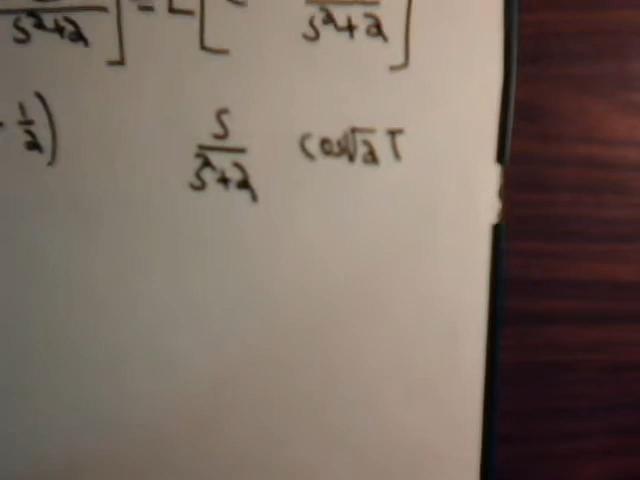 s²+2 ] = L [ s²+2 ]
1/2 ) s/s²+2 cos√2 T